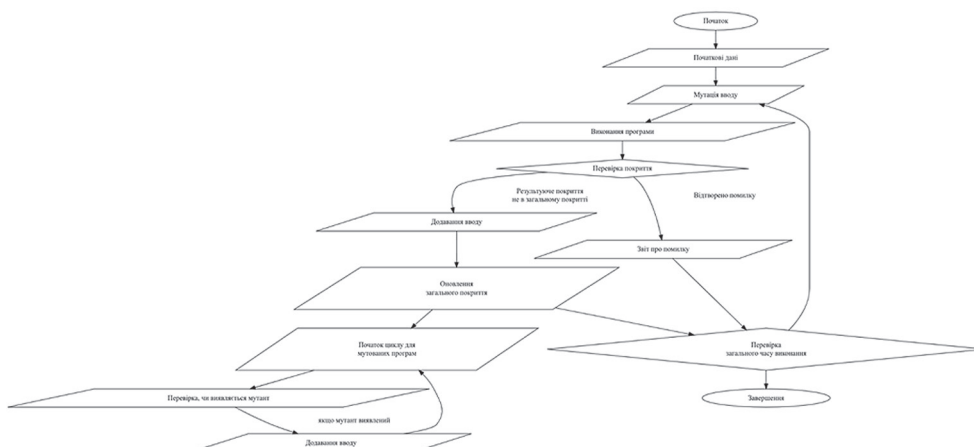 Початок
Початкові дані
Мутація вводу
Виконання програми
Перевірка покриття
Результуюче покриття
не в загальному покритті
Відтворено помилку
Додавання вводу
Звіт про помилку
Оновлення
загального покриття
Початок циклу для
мутованих програм
Перевірка
загального часу виконання
Перевірка, чи виявляється мутант
Завершення
якщо мутант виявлений
Додавання вводу